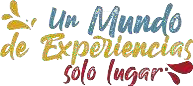 Un Mundo
de Experiencias
solo lugar